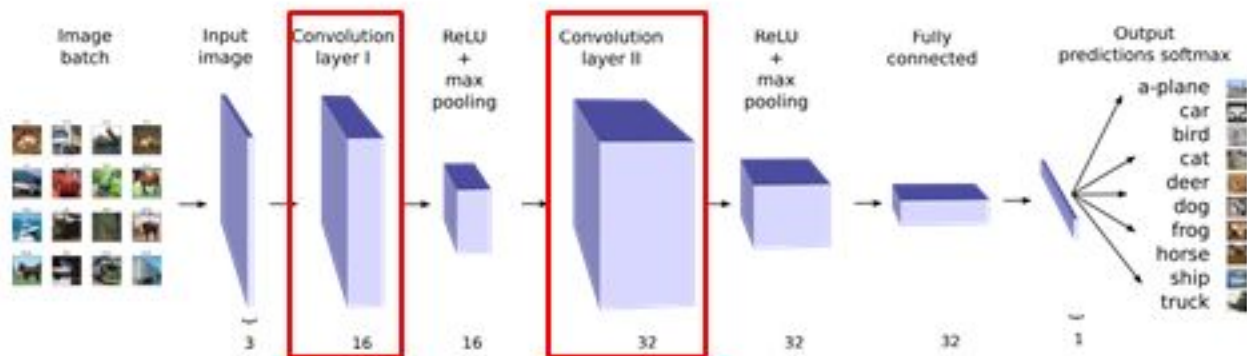 Image
batch
Input
image
Convolution
layer I
ReLU
+
max
pooling
Convolution
layer II
ReLU
+
max
pooling
Fully
connected
Output
predictions softmax
a-plane
car
bird
cat
deer
dog
frog
horse
ship
truck
3
16
16
32
32
32
1